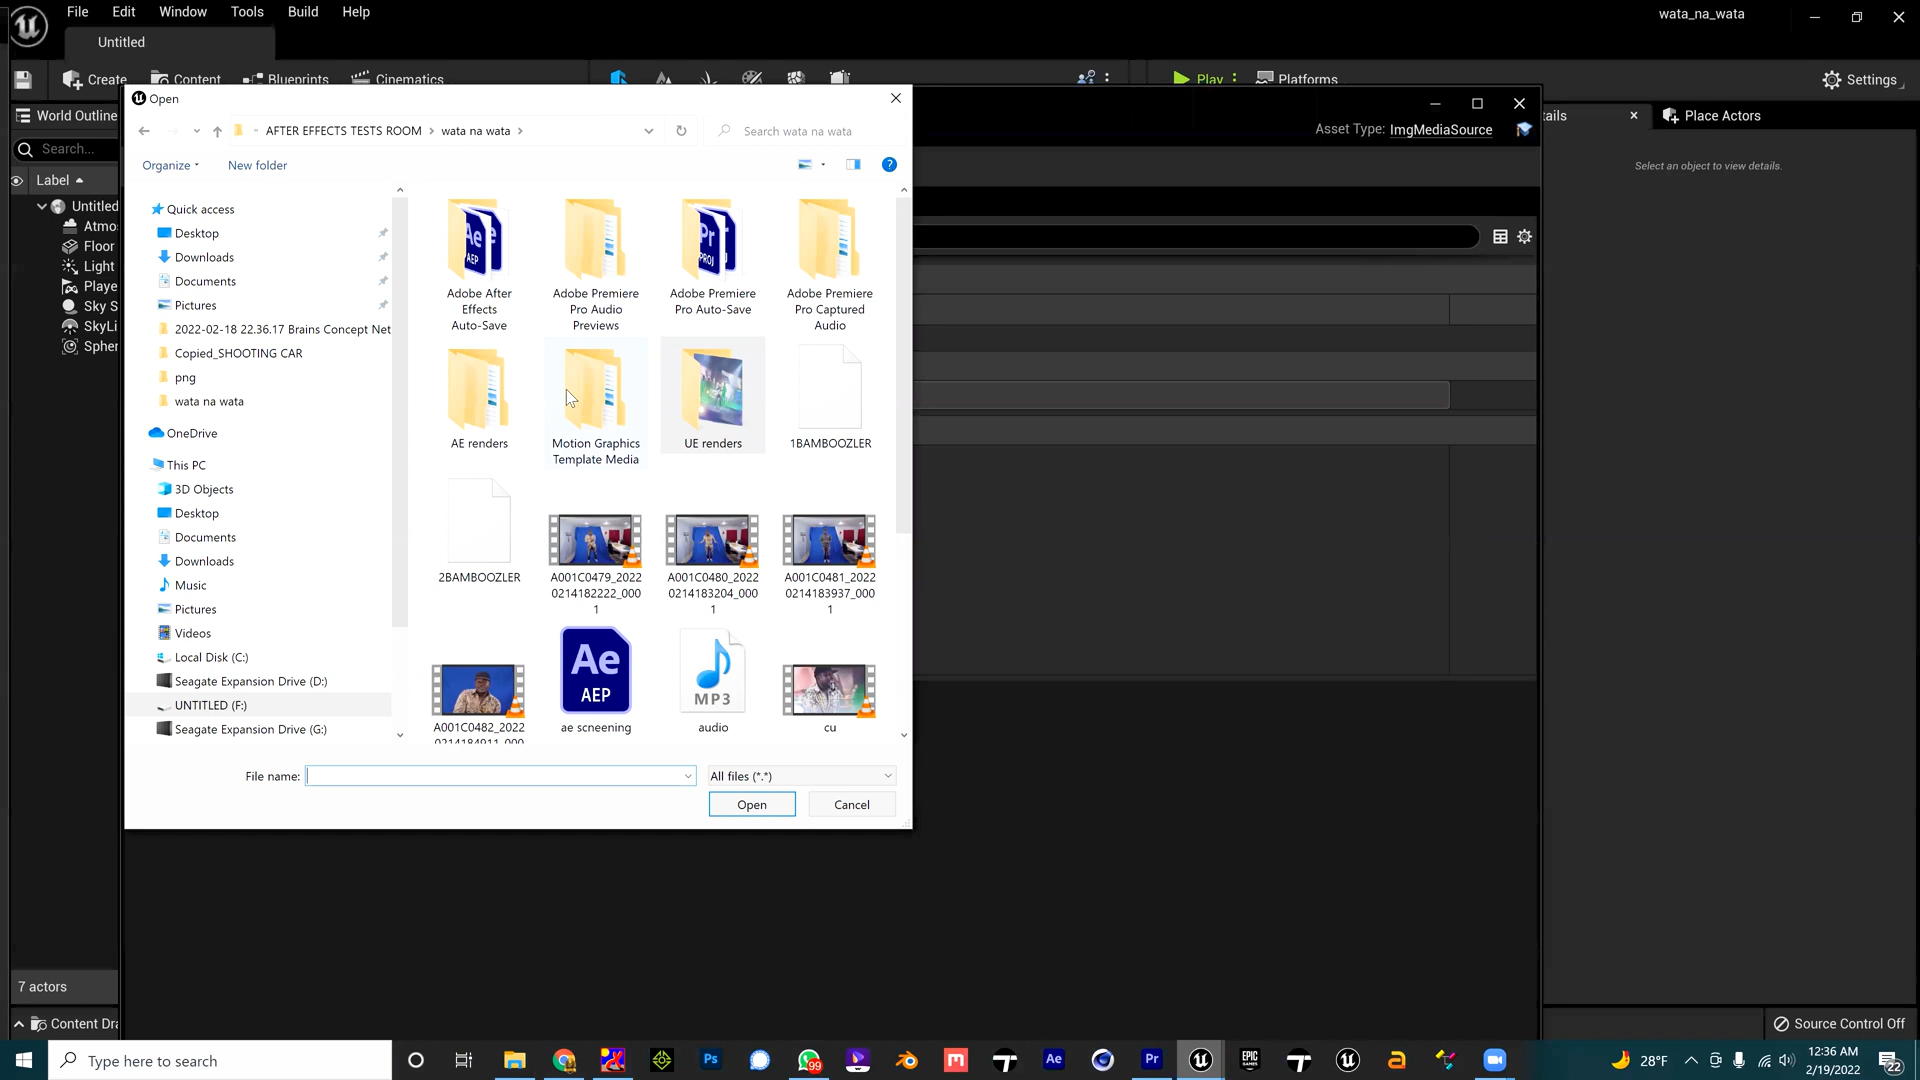 File Edit Window Tools Build Help
wata_na_wata
Untitled
Create Content Blueprints Cinematics
Play Platforms
Settings
World Outline
Search...
Label
Untitled
Atmo
Floor
Light
Playe
Sky S
SkyLi
Spher
7 actors
Content Dra
Open
AFTER EFFECTS TESTS ROOM > wata na wata >
Search wata na wata
Organize
New folder
Quick access
Desktop
Downloads
Documents
Pictures
2022-02-18 22.36.17 Brains Concept Net
Copied_SHOOTING CAR
png
wata na wata
OneDrive
This PC
3D Objects
Desktop
Documents
Downloads
Music
Pictures
Videos
Local Disk (C:)
Seagate Expansion Drive (D:)
UNTITLED (F:)
Seagate Expansion Drive (G:)
Adobe After
Effects
Auto-Save
Adobe Premiere
Pro Audio
Previews
Adobe Premiere
Pro Auto-Save
Adobe Premiere
Pro Captured
Audio
AE renders
Motion Graphics
Template Media
UE renders
1BAMBOOZLER
2BAMBOOZLER
A001C0479_2022
0214182222_000
1
A001C0480_2022
0214183204_000
1
A001C0481_2022
0214183937_000
1
A001C0482_2022
0214184911_000
Ae
AEP
ae scneening
MP3
audio
cu
File name:
All files (*.*)
Open
Cancel
Asset Type: ImgMediaSource
tails
Place Actors
Select an object to view details.
Source Control Off
Type here to search
28°F
12:36 AM
2/19/2022
22